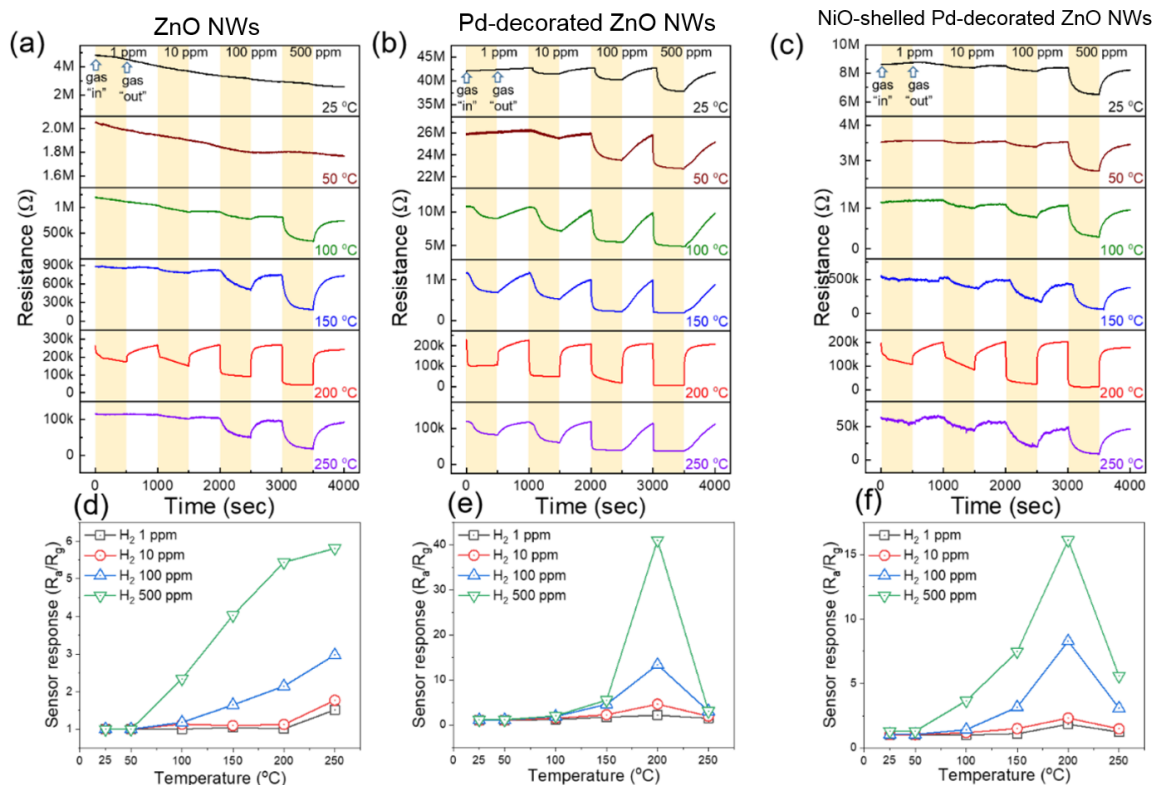 ZnO NWs
Pd-decorated ZnO NWs
NiO-shelled Pd-decorated ZnO NWs
(a)
1 ppm 10 ppm 100 ppm 500 ppm
gas "in"
gas "out"
4M
2M
25 °C
2.0M
1.8M
1.6M
50 °C
1M
500k
100 °C
900k
600k
300k
0
150 °C
300k
200k
100k
0
200 °C
100k
0
250 °C
Resistance (Ω)
0 1000 2000 3000 4000
Time (sec)
(b)
1 ppm 10 ppm 100 ppm 500 ppm
gas "in"
gas "out"
45M
40M
35M
25 °C
26M
24M
22M
50 °C
10M
5M
100 °C
1M
0
150 °C
200k
100k
0
200 °C
100k
0
250 °C
Resistance (Ω)
0 1000 2000 3000 4000
Time (sec)
(c)
1 ppm 10 ppm 100 ppm 500 ppm
gas "in"
gas "out"
10M
8M
6M
25 °C
4M
3M
50 °C
1M
0
100 °C
500k
0
150 °C
200k
100k
0
200 °C
50k
0
250 °C
Resistance (Ω)
0 1000 2000 3000 4000
Time (sec)
(d)
H₂ 1 ppm
H₂ 10 ppm
H₂ 100 ppm
H₂ 500 ppm
6
5
4
3
2
1
Sensor response (Rₐ/R_g)
25 50 100 150 200 250
Temperature (°C)
(e)
H₂ 1 ppm
H₂ 10 ppm
H₂ 100 ppm
H₂ 500 ppm
40
30
20
10
0
Sensor response (Rₐ/R_g)
25 50 100 150 200 250
Temperature (°C)
(f)
H₂ 1 ppm
H₂ 10 ppm
H₂ 100 ppm
H₂ 500 ppm
15
10
5
0
Sensor response (Rₐ/R_g)
25 50 100 150 200 250
Temperature (°C)